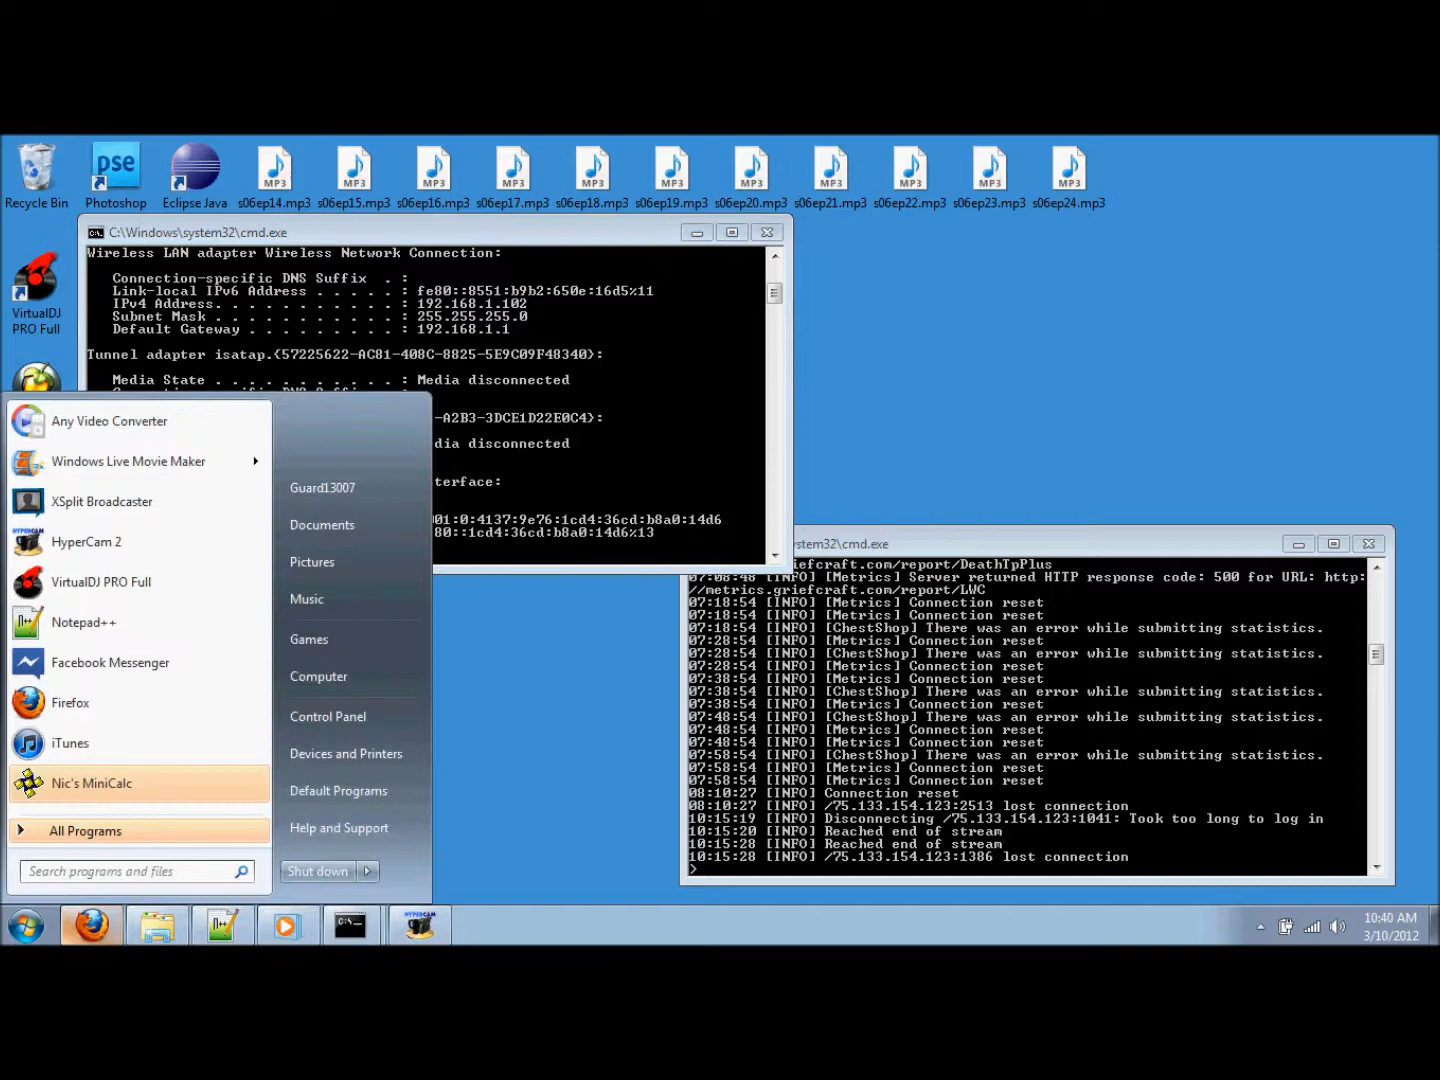 Recycle Bin
pse
Photoshop
Eclipse Java
MP3
s06ep14.mp3
MP3
s06ep15.mp3
MP3
s06ep16.mp3
MP3
s06ep17.mp3
MP3
s06ep18.mp3
MP3
s06ep19.mp3
MP3
s06ep20.mp3
MP3
s06ep21.mp3
MP3
s06ep22.mp3
MP3
s06ep23.mp3
MP3
s06ep24.mp3
VirtualDJ
PRO Full
C:\Windows\system32\cmd.exe
Wireless LAN adapter Wireless Network Connection:
Connection-specific DNS Suffix . :
Link-local IPv6 Address . . . . . : fe80::8551:b9b2:650e:16d5%11
IPv4 Address. . . . . . . . . . . : 192.168.1.102
Subnet Mask . . . . . . . . . . . : 255.255.255.0
Default Gateway . . . . . . . . . : 192.168.1.1
Tunnel adapter isatap.{57225622-AC81-408C-8825-5E9C09F48340}:
Media State . . . . . . . . . . . : Media disconnected
-A2B3-3DCE1D22E0C4}:
dia disconnected
terface:
01:0:4137:9e76:1cd4:36cd:b8a0:14d6
80::1cd4:36cd:b8a0:14d6%13
Any Video Converter
Windows Live Movie Maker
XSplit Broadcaster
HYPERCAM
HyperCam 2
VirtualDJ PRO Full
Notepad++
Facebook Messenger
Firefox
iTunes
Nic's MiniCalc
All Programs
Search programs and files
Guard13007
Documents
Pictures
Music
Games
Computer
Control Panel
Devices and Printers
Default Programs
Help and Support
Shut down
stem32\cmd.exe
iefcraft.com/report/DeathTpPlus
07:08:48 [INFO] [Metrics] Server returned HTTP response code: 500 for URL: http:
//metrics.griefcraft.com/report/LWC
07:18:54 [INFO] [Metrics] Connection reset
07:18:54 [INFO] [Metrics] Connection reset
07:18:54 [INFO] [ChestShop] There was an error while submitting statistics.
07:28:54 [INFO] [Metrics] Connection reset
07:28:54 [INFO] [ChestShop] There was an error while submitting statistics.
07:28:54 [INFO] [Metrics] Connection reset
07:38:54 [INFO] [Metrics] Connection reset
07:38:54 [INFO] [ChestShop] There was an error while submitting statistics.
07:38:54 [INFO] [Metrics] Connection reset
07:48:54 [INFO] [ChestShop] There was an error while submitting statistics.
07:48:54 [INFO] [Metrics] Connection reset
07:48:54 [INFO] [Metrics] Connection reset
07:58:54 [INFO] [ChestShop] There was an error while submitting statistics.
07:58:54 [INFO] [Metrics] Connection reset
07:58:54 [INFO] [Metrics] Connection reset
08:10:27 [INFO] Connection reset
08:10:27 [INFO] /75.133.154.123:2513 lost connection
10:15:19 [INFO] Disconnecting /75.133.154.123:1041: Took too long to log in
10:15:20 [INFO] Reached end of stream
10:15:28 [INFO] Reached end of stream
10:15:28 [INFO] /75.133.154.123:1386 lost connection
>
C:\.
HYPERCAM
10:40 AM
3/10/2012